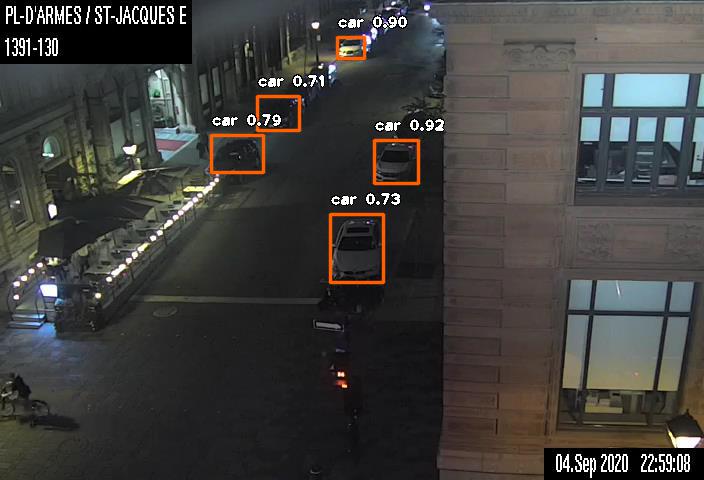 PL-D'ARMES / ST-JACQUES E
1391-130
car 0.90
car 0.71
car 0.79
car 0.92
car 0.73
04.Sep 2020 22:59:08